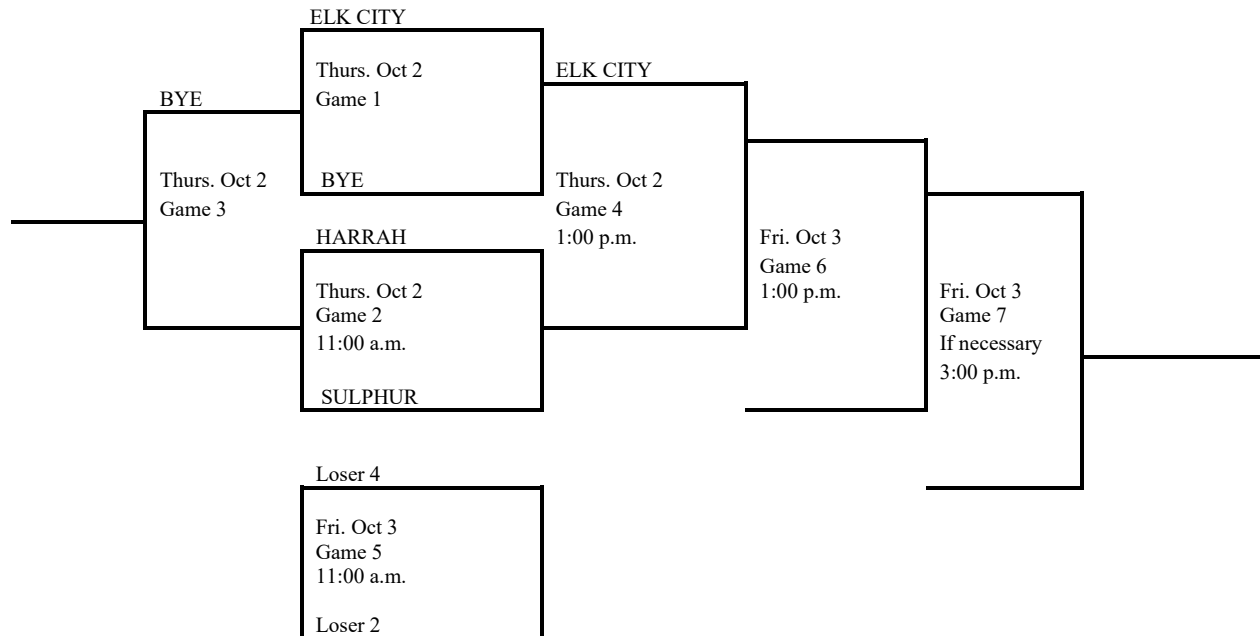 ELK CITY
Thurs. Oct 2
Game 1
BYE
BYE
Thurs. Oct 2
Game 3
HARRAH
Thurs. Oct 2
Game 2
11:00 a.m.
SULPHUR
ELK CITY
Thurs. Oct 2
Game 4
1:00 p.m.
Fri. Oct 3
Game 6
1:00 p.m.
Fri. Oct 3
Game 7
If necessary
3:00 p.m.
Loser 4
Fri. Oct 3
Game 5
11:00 a.m.
Loser 2